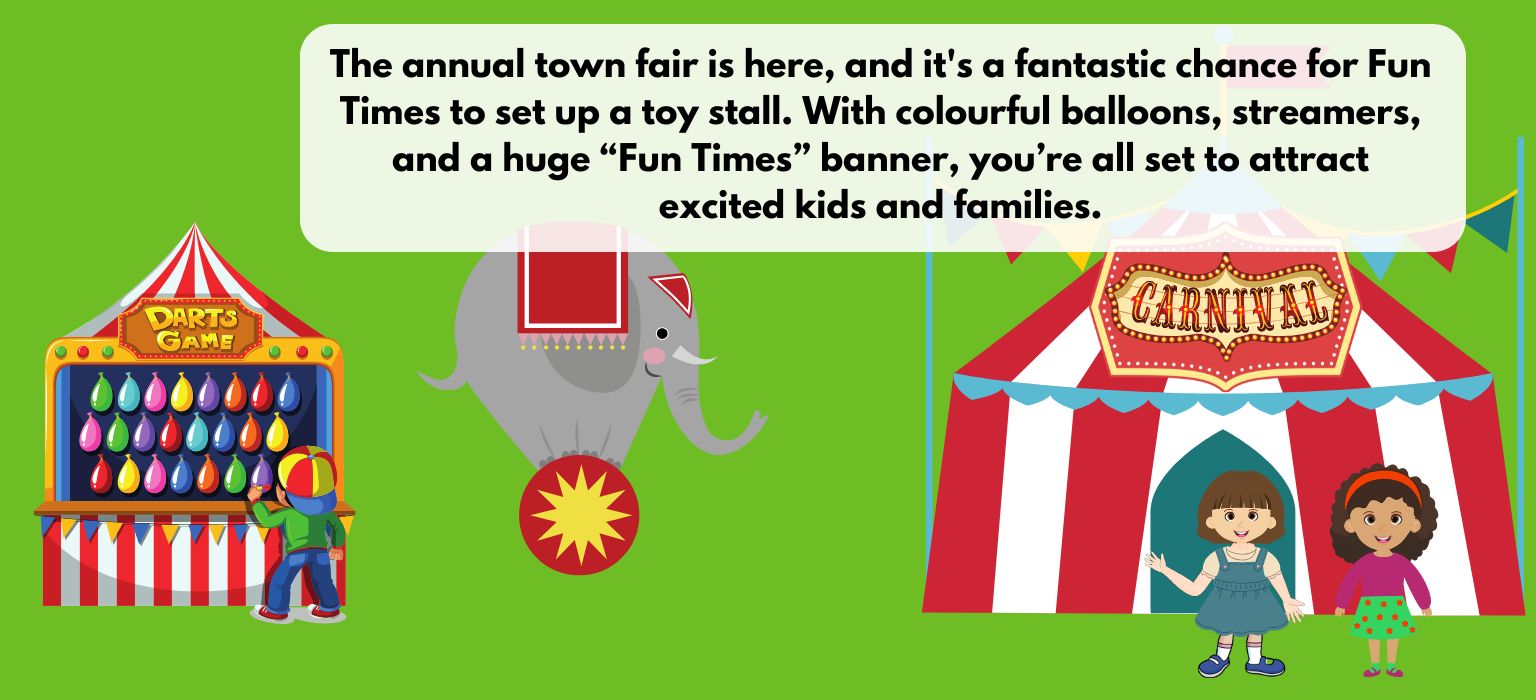 The annual town fair is here, and it's a fantastic chance for Fun
Times to set up a toy stall. With colourful balloons, streamers,
and a huge “Fun Times” banner, you’re all set to attract
excited kids and families.
DARTS
GAME
CARNIVAL